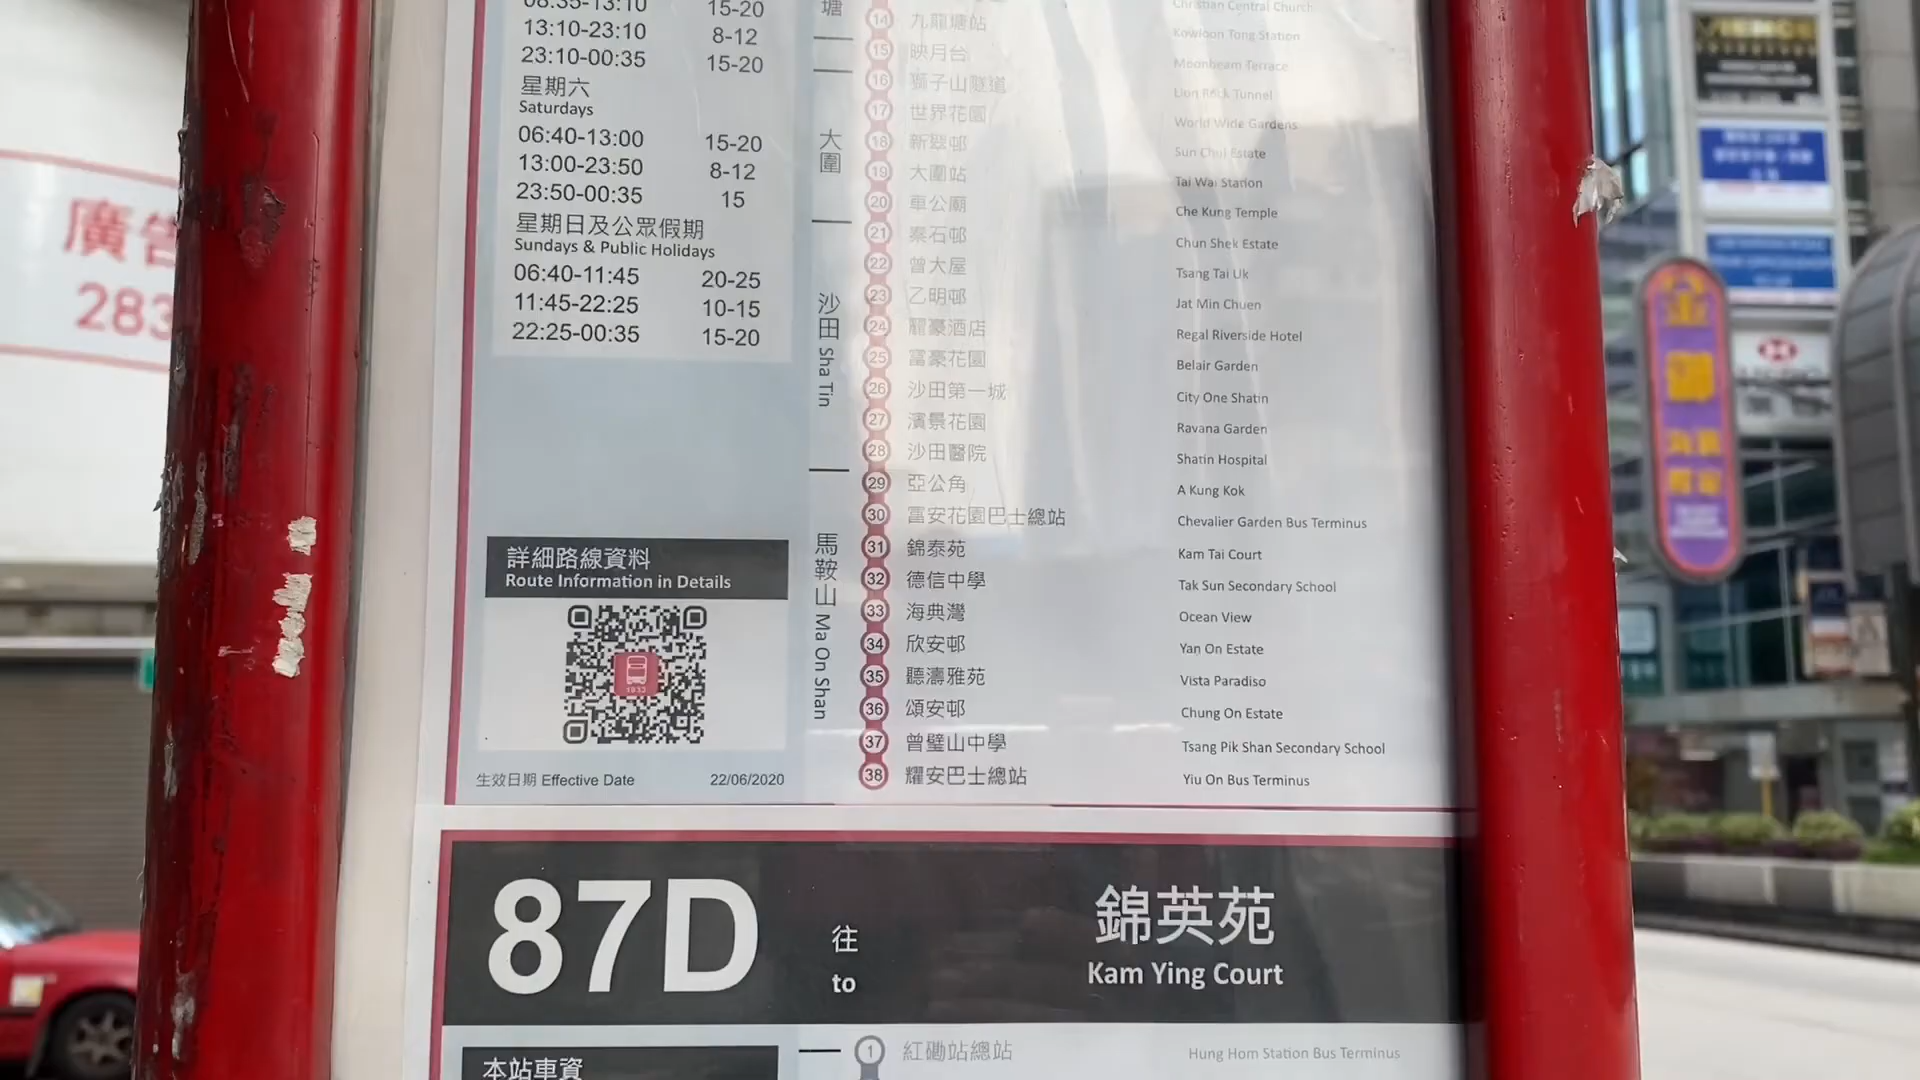 08:35-13:10 15-20
13:10-23:10 8-12
23:10-00:35 15-20
星期六
Saturdays
06:40-13:00 15-20
13:00-23:50 8-12
23:50-00:35 15
星期日及公眾假期
Sundays & Public Holidays
06:40-11:45 20-25
11:45-22:25 10-15
22:25-00:35 15-20
詳細路線資料
Route Information in Details
1933
生效日期 Effective Date 22/06/2020
塘
大圍
沙田 Sha Tin
馬鞍山 Ma On Shan
14 九龍塘站 Christian Central Church
15 映月台 Kowloon Tong Station
Moonbeam Terrace
16 獅子山隧道 Lion Rock Tunnel
17 世界花園 World Wide Gardens
18 新翠邨 Sun Chui Estate
19 大圍站 Tai Wai Station
20 車公廟 Che Kung Temple
21 秦石邨 Chun Shek Estate
22 曾大屋 Tsang Tai Uk
23 乙明邨 Jat Min Chuen
24 麗豪酒店 Regal Riverside Hotel
25 富豪花園 Belair Garden
26 沙田第一城 City One Shatin
27 濱景花園 Ravana Garden
28 沙田醫院 Shatin Hospital
29 亞公角 A Kung Kok
30 富安花園巴士總站 Chevalier Garden Bus Terminus
31 錦泰苑 Kam Tai Court
32 德信中學 Tak Sun Secondary School
33 海典灣 Ocean View
34 欣安邨 Yan On Estate
35 聽濤雅苑 Vista Paradiso
36 頌安邨 Chung On Estate
37 曾璧山中學 Tsang Pik Shan Secondary School
38 耀安巴士總站 Yiu On Bus Terminus
87D 往 to 錦英苑
Kam Ying Court
本站車資
1 紅磡站總站 Hung Hom Station Bus Terminus
廣告
283